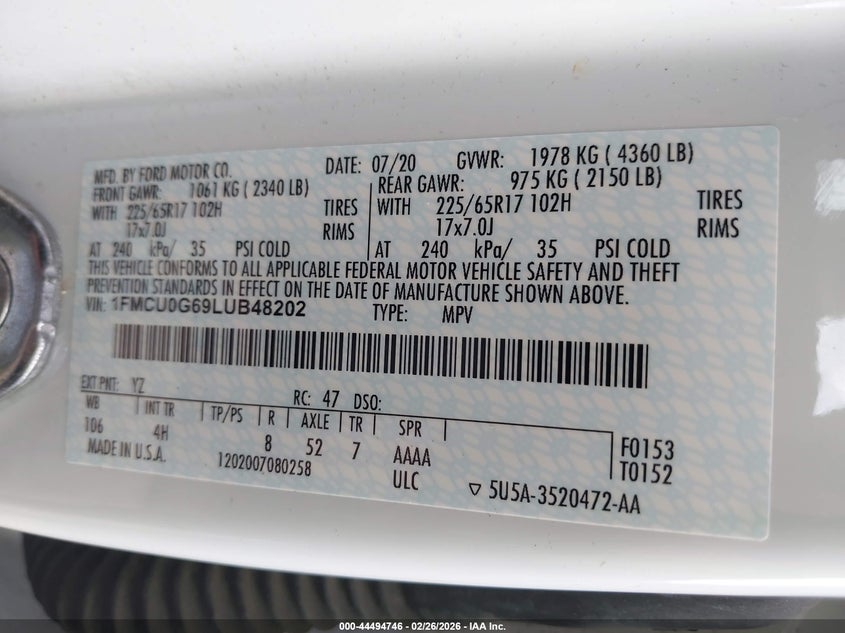 MFD. BY FORD MOTOR CO. DATE: 07/20 GVWR: 1978 KG ( 4360 LB)
FRONT GAWR: 1061 KG ( 2340 LB) REAR GAWR: 975 KG ( 2150 LB)
WITH 225/65R17 102H TIRES WITH 225/65R17 102H TIRES
17x7.0J RIMS 17x7.0J RIMS
AT 240 kPa/ 35 PSI COLD AT 240 kPa/ 35 PSI COLD
THIS VEHICLE CONFORMS TO ALL APPLICABLE FEDERAL MOTOR VEHICLE SAFETY AND THEFT
PREVENTION STANDARDS IN EFFECT ON THE DATE OF MANUFACTURE SHOWN ABOVE.
VIN: 1FMCU0G69LUB48202 TYPE: MPV
EXT PNT: YZ RC: 47 DSO:
WB INT TR TP/PS R AXLE TR SPR
106 4H 8 52 7 AAAA F0153
MADE IN U.S.A. 1202007080258 ULC T0152
▽ 5U5A-3520472-AA
000-44494746 - 02/26/2026 - IAA Inc.